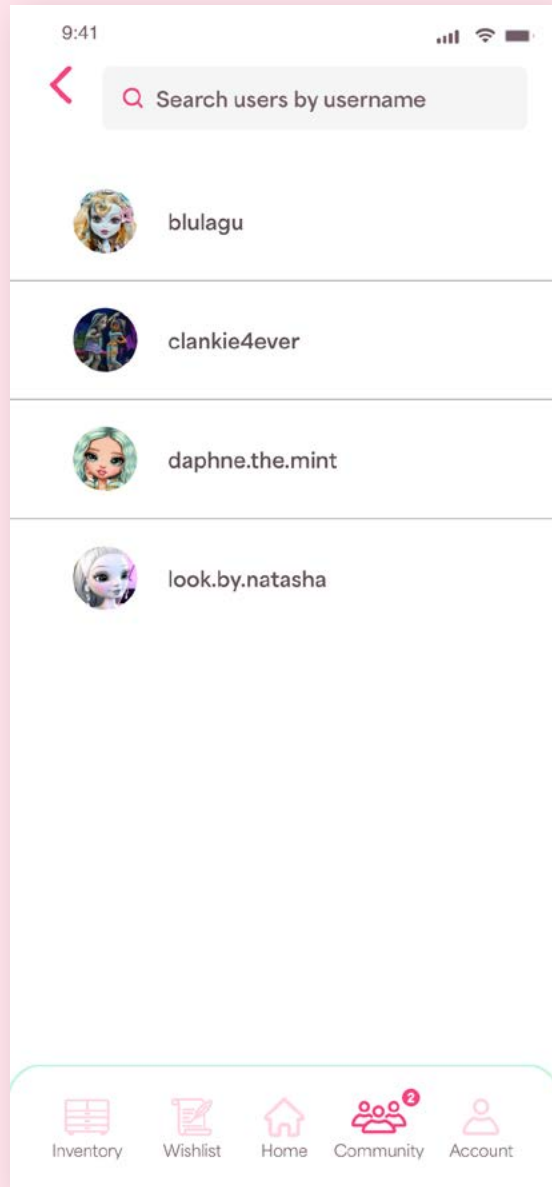 9:41
Search users by username
blulagu
clankie4ever
daphne.the.mint
look.by.natasha
2
Inventory Wishlist Home Community Account